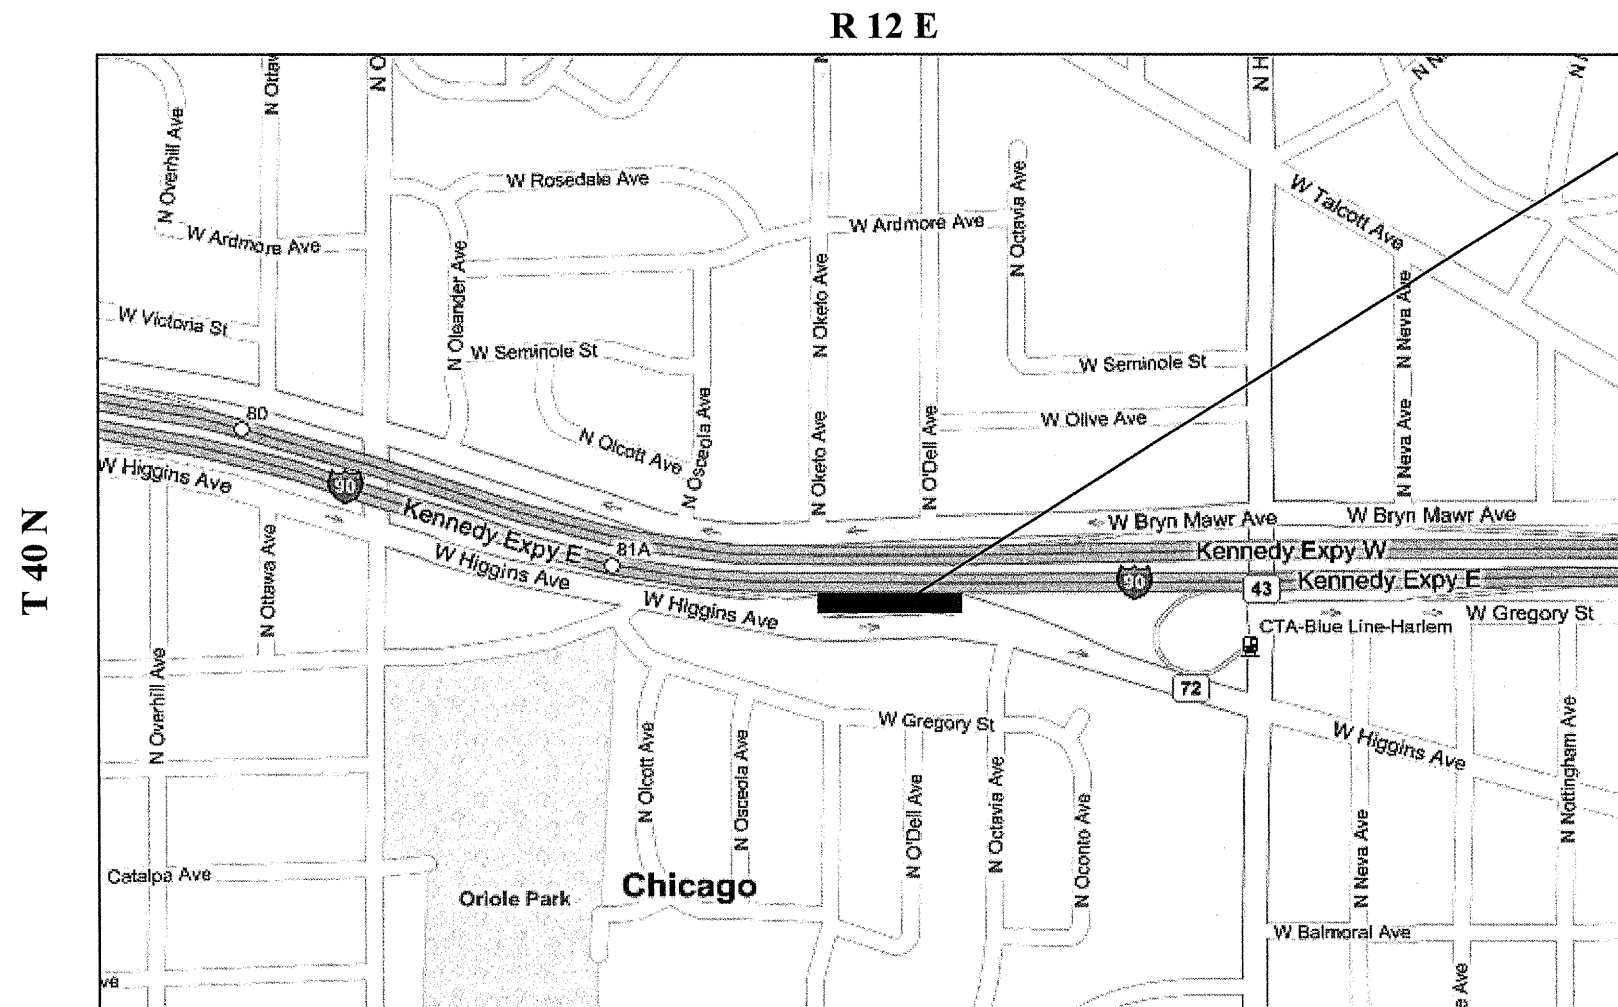 R 12 E
T 40 N
N Overhill Ave
N Ottaw
N O
N
N H
N N
N
W Rosedale Ave
W Ardmore Ave
W Ardmore Ave
N Octavia Ave
W Talcott Ave
N Oleander Ave
N Oketo Ave
N Neva Ave
W Victoria St
W Seminole St
W Seminole St
80
N Olcott Ave
N Osceola Ave
N Oketo Ave
N O'Dell Ave
W Olive Ave
N Neva Ave
W Higgins Ave
90
Kennedy Expy E
81A
W Bryn Mawr Ave
W Bryn Mawr Ave
Kennedy Expy W
90
43
Kennedy Expy E
W Higgins Ave
N Ottawa Ave
W Higgins Ave
W Gregory St
CTA-Blue Line-Harlem
72
N Overhill Ave
W Gregory St
W Higgins Ave
N Olcott Ave
N Osceola Ave
N O'Dell Ave
N Octavia Ave
N Oconto Ave
N Neva Ave
N Nottingham Ave
Catalpa Ave
Oriole Park
Chicago
W Balmoral Ave
ve
e Ave